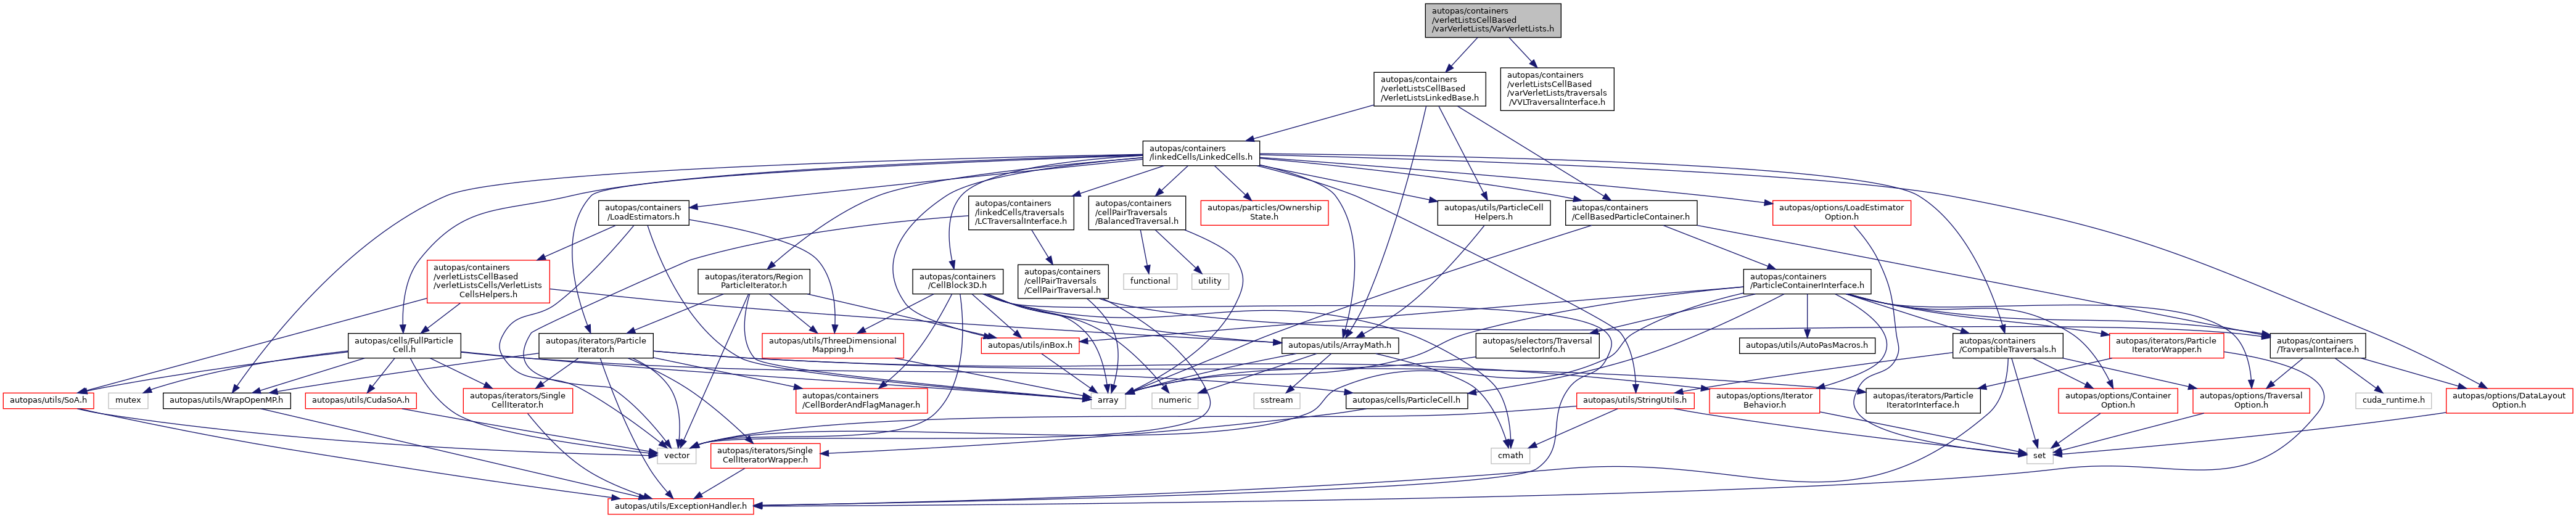 autopas/containers
/verletListsCellBased
/varVerletLists/VarVerletLists.h
autopas/containers
/verletListsCellBased
/VerletListsLinkedBase.h
autopas/containers
/verletListsCellBased
/varVerletLists/traversals
/VVLTraversalInterface.h
autopas/containers
/linkedCells/LinkedCells.h
autopas/containers
/LoadEstimators.h
autopas/containers
/linkedCells/traversals
/LCTraversalInterface.h
autopas/containers
/cellPairTraversals
/BalancedTraversal.h
autopas/particles/Ownership
State.h
autopas/utils/ParticleCell
Helpers.h
autopas/containers
/CellBasedParticleContainer.h
autopas/options/LoadEstimator
Option.h
autopas/containers
/verletListsCellBased
/verletListsCells/VerletLists
CellsHelpers.h
autopas/iterators/Region
ParticleIterator.h
autopas/containers
/CellBlock3D.h
autopas/containers
/cellPairTraversals
/CellPairTraversal.h
functional
utility
autopas/containers
/ParticleContainerInterface.h
autopas/cells/FullParticle
Cell.h
autopas/iterators/Particle
Iterator.h
autopas/utils/ThreeDimensional
Mapping.h
autopas/utils/inBox.h
autopas/utils/ArrayMath.h
autopas/selectors/Traversal
SelectorInfo.h
autopas/utils/AutoPasMacros.h
autopas/containers
/CompatibleTraversals.h
autopas/iterators/Particle
IteratorWrapper.h
autopas/containers
/TraversalInterface.h
autopas/utils/SoA.h
mutex
autopas/utils/WrapOpenMP.h
autopas/utils/CudaSoA.h
autopas/iterators/Single
CellIterator.h
autopas/containers
/CellBorderAndFlagManager.h
array
numeric
sstream
autopas/cells/ParticleCell.h
autopas/utils/StringUtils.h
autopas/options/Iterator
Behavior.h
autopas/iterators/Particle
IteratorInterface.h
autopas/options/Container
Option.h
autopas/options/Traversal
Option.h
cuda_runtime.h
autopas/options/DataLayout
Option.h
vector
autopas/iterators/Single
CellIteratorWrapper.h
cmath
set
autopas/utils/ExceptionHandler.h